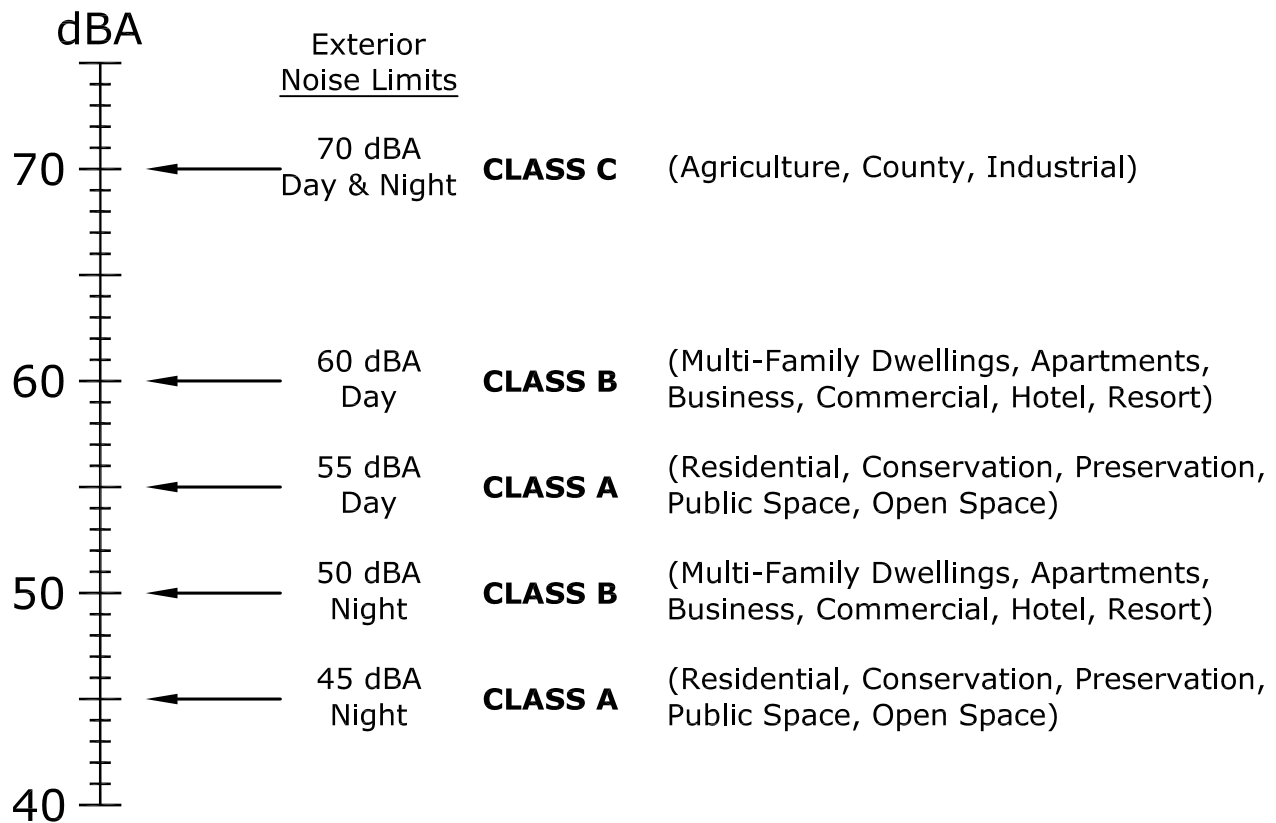 dBA
Exterior
Noise Limits
70
70 dBA
Day & Night
CLASS C
(Agriculture, County, Industrial)
60
60 dBA
Day
CLASS B
(Multi-Family Dwellings, Apartments,
Business, Commercial, Hotel, Resort)
55 dBA
Day
CLASS A
(Residential, Conservation, Preservation,
Public Space, Open Space)
50
50 dBA
Night
CLASS B
(Multi-Family Dwellings, Apartments,
Business, Commercial, Hotel, Resort)
45 dBA
Night
CLASS A
(Residential, Conservation, Preservation,
Public Space, Open Space)
40